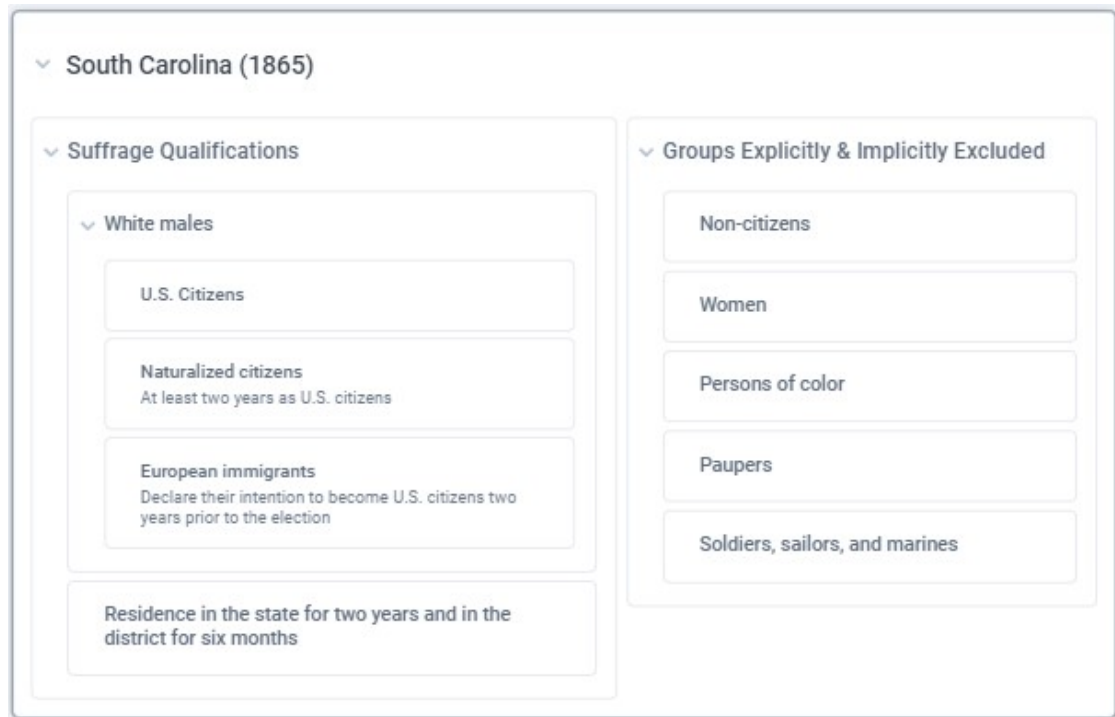 South Carolina (1865)
Suffrage Qualifications
White males
U.S. Citizens
Naturalized citizens
At least two years as U.S. citizens
European immigrants
Declare their intention to become U.S. citizens two
years prior to the election
Residence in the state for two years and in the
district for six months
Groups Explicitly & Implicitly Excluded
Non-citizens
Women
Persons of color
Paupers
Soldiers, sailors, and marines